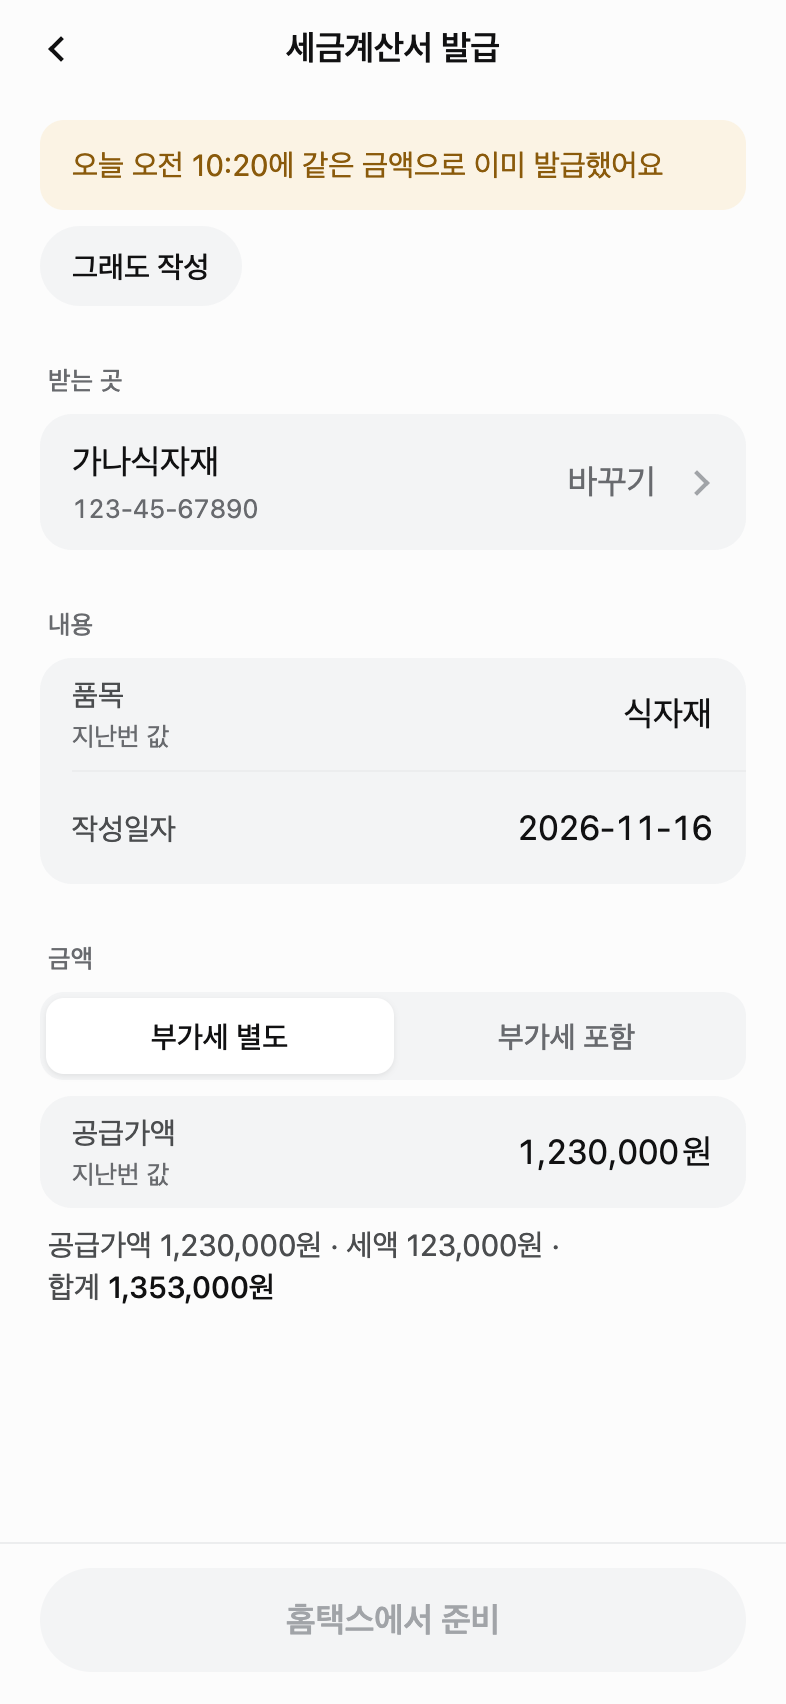 세금계산서 발급
오늘 오전 10:20에 같은 금액으로 이미 발급했어요
그래도 작성
받는 곳
가나식자재
123-45-67890
바꾸기
내용
품목
지난번 값
식자재
작성일자
2026-11-16
금액
부가세 별도
부가세 포함
공급가액
지난번 값
1,230,000원
공급가액 1,230,000원 · 세액 123,000원 ·
합계 1,353,000원
홈택스에서 준비